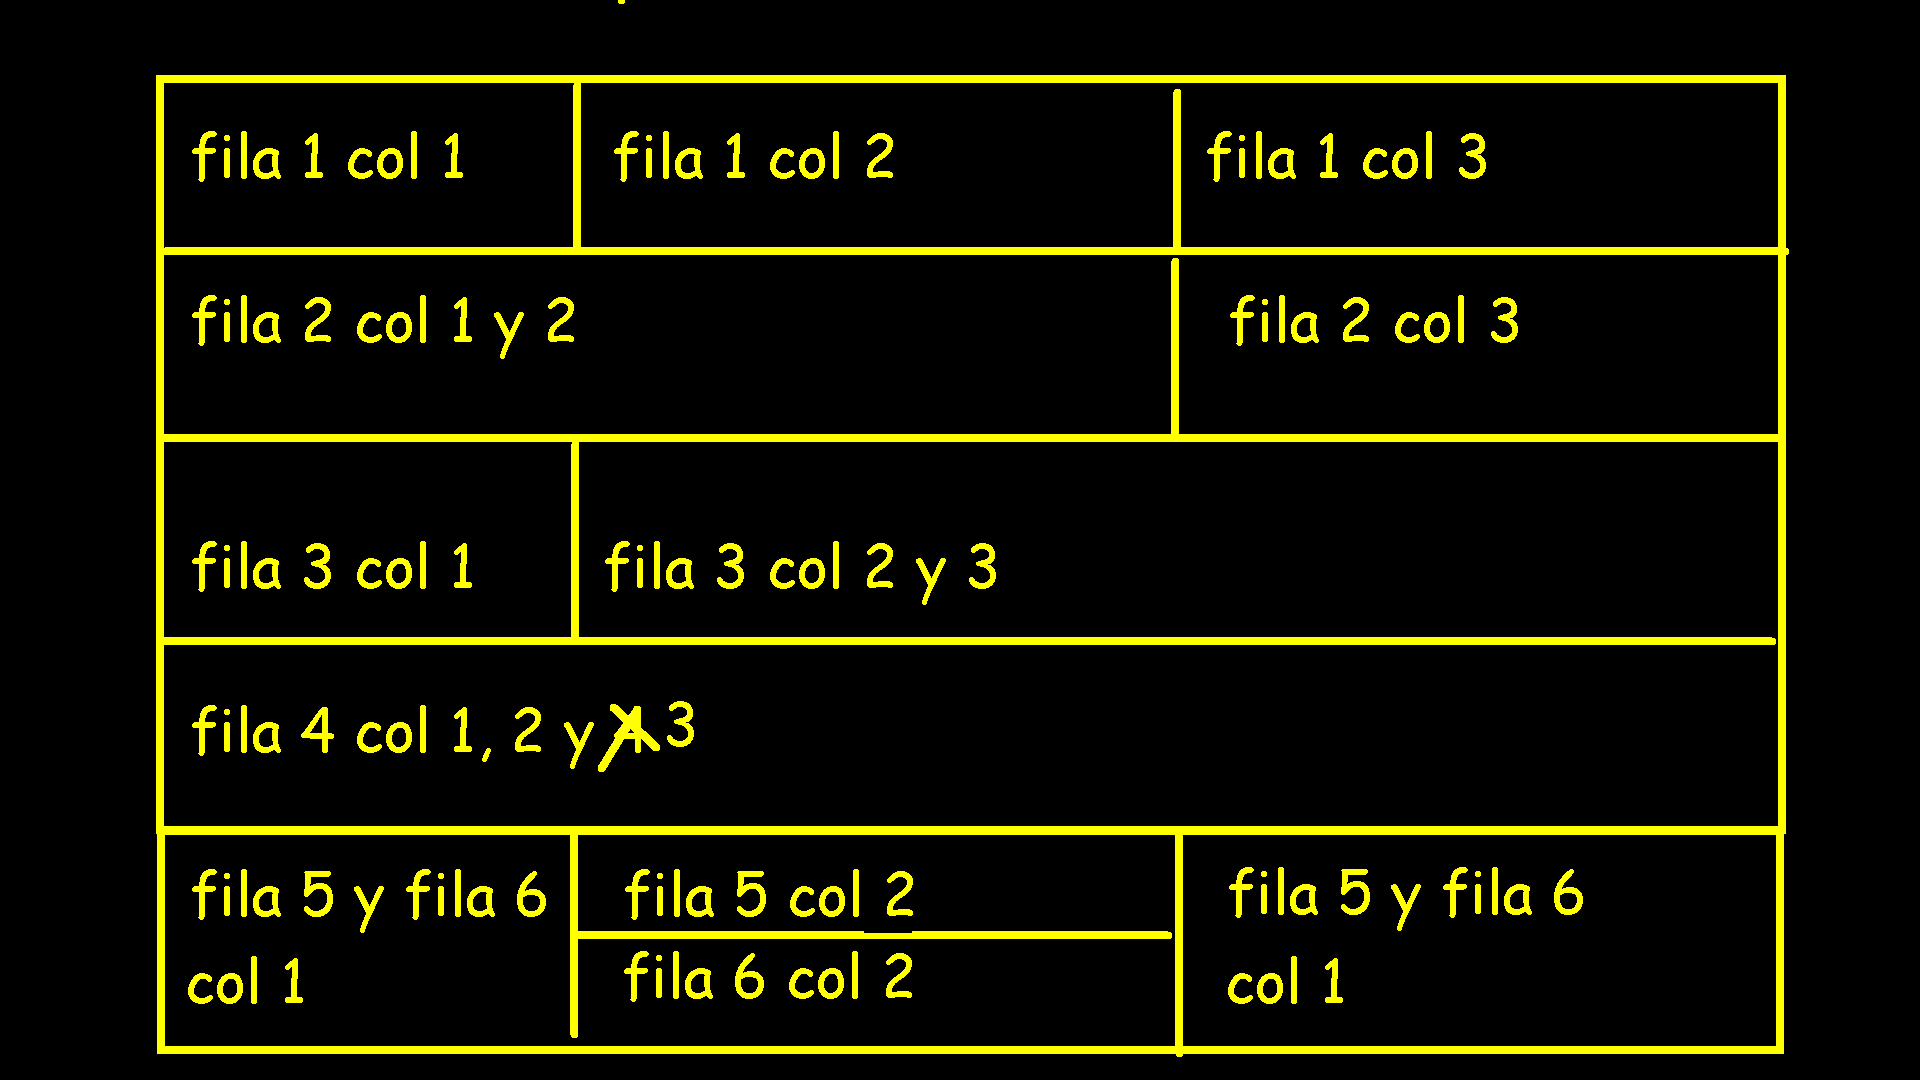 fila 1 col 1
fila 1 col 2
fila 1 col 3
fila 2 col 1 y 2
fila 2 col 3
fila 3 col 1
fila 3 col 2 y 3
fila 4 col 1, 2 y 3
fila 5 y fila 6
col 1
fila 5 col 2
fila 6 col 2
fila 5 y fila 6
col 1